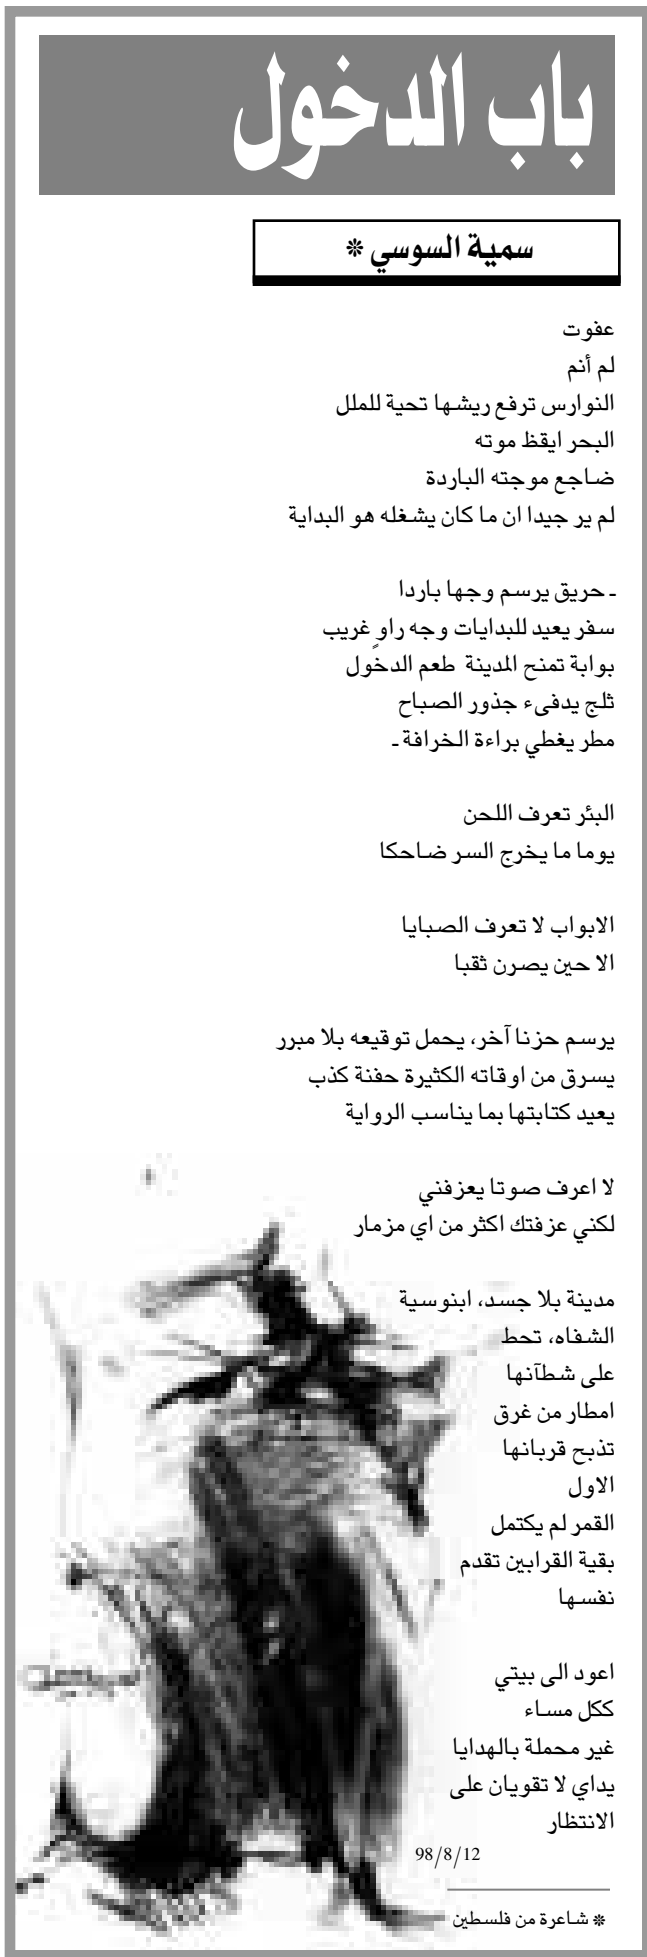 باب الدخول
سمية السوسي *
عفوت
لم أنم
النوارس ترفع ريشها تحية للملل
البحر ايقظ موته
ضاجع موجته الباردة
لم ير جيدا ان ما كان يشغله هو البداية
ـ حريق يرسم وجها باردا
سفر يعيد للبدايات وجه راوٍ غريب
بوابة تمنح المدينة طعم الدخول
ثلج يدفىء جذور الصباح
مطر يغطي براءة الخرافة ـ
البئر تعرف اللحن
يوما ما يخرج السر ضاحكا
الابواب لا تعرف الصبايا
الا حين يصرن ثقبا
يرسم حزنا آخر، يحمل توقيعه بلا مبرر
يسرق من اوقاته الكثيرة حفنة كذب
يعيد كتابتها بما يناسب الرواية
لا اعرف صوتا يعزفني
لكني عزفتك اكثر من اي مزمار
مدينة بلا جسد، ابنوسية
الشفاه، تحط
على شطآنها
امطار من غرق
تذبح قربانها
الاول
القمر لم يكتمل
بقية القرابين تقدم
نفسها
اعود الى بيتي
ككل مساء
غير محملة بالهدايا
يداي لا تقويان على
الانتظار
98/8/12
* شاعرة من فلسطين